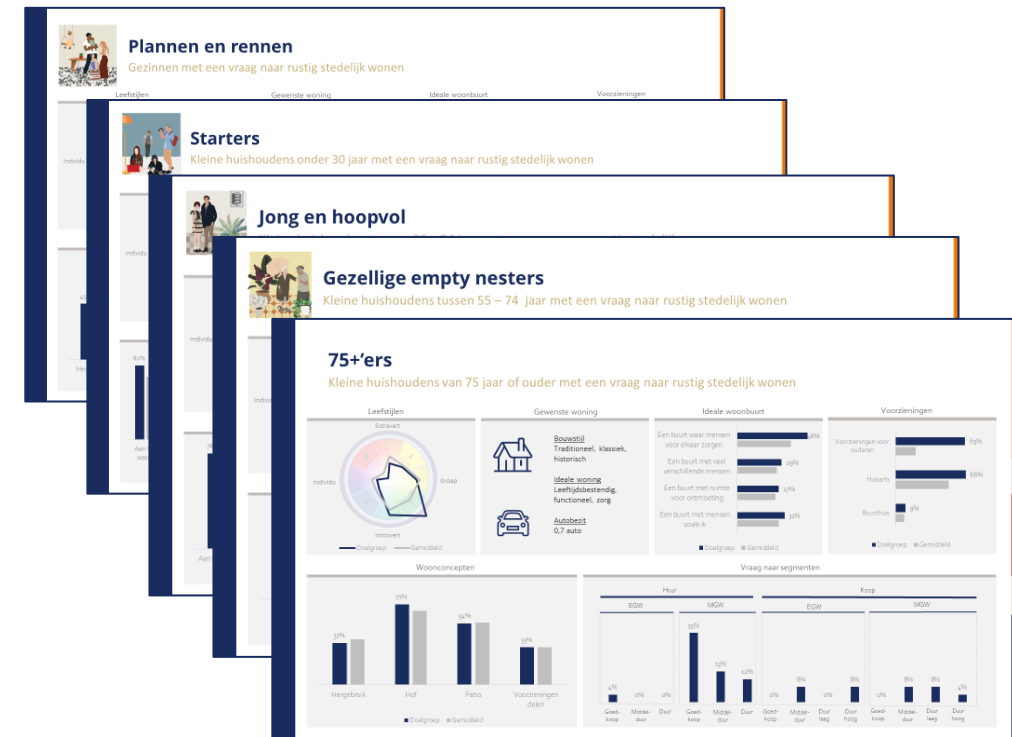 Plannen en rennen
Gezinnen met een vraag naar rustig stedelijk wonen
Leefstijlen
Gewenste woning
Ideale woonbuurt
Voorzieningen
Starters
Kleine huishoudens onder 30 jaar met een vraag naar rustig stedelijk wonen
Jong en hoopvol
Gezellige empty nesters
Kleine huishoudens tussen 55 – 74 jaar met een vraag naar rustig stedelijk wonen
75+'ers
Kleine huishoudens van 75 jaar of ouder met een vraag naar rustig stedelijk wonen
Leefstijlen
Extravert
Individu
Groep
Introvert
Doelgroep Gemiddeld
Gewenste woning
Bouwstijl
Traditioneel, klassiek,
historisch
Ideale woning
Leeftijdsbestendig,
functioneel, zorg
Autobezit
0,7 auto
Ideale woonbuurt
Een buurt waar mensen
voor elkaar zorgen
Een buurt met veel
verschillende mensen
29%
Een buurt met ruimte
voor ontmoeting
27%
Een buurt met mensen
zoals ik
Doelgroep Gemiddeld
Voorzieningen
Voorzieningen voor
ouderen
65%
Huisarts
66%
Buurthuis
9%
Doelgroep Gemiddeld
Woonconcepten
37%
54%
Hergebruik
Hof
Patio
Voorzieningen
delen
Doelgroep Gemiddeld
Vraag naar segmenten
Huur
Koop
EGW
MGW
EGW
MGW
4% 0% 0%
35% 15% 12%
0% 8% 0% 8%
0% 8% 8% 4%
Goed-
koop
Middel-
duur
Duur
Goed-
koop
Middel-
duur
Duur
Goed-
koop
Middel-
duur
Duur
laag
Duur
hoog
Goed-
koop
Middel-
duur
Duur
laag
Duur
hoog